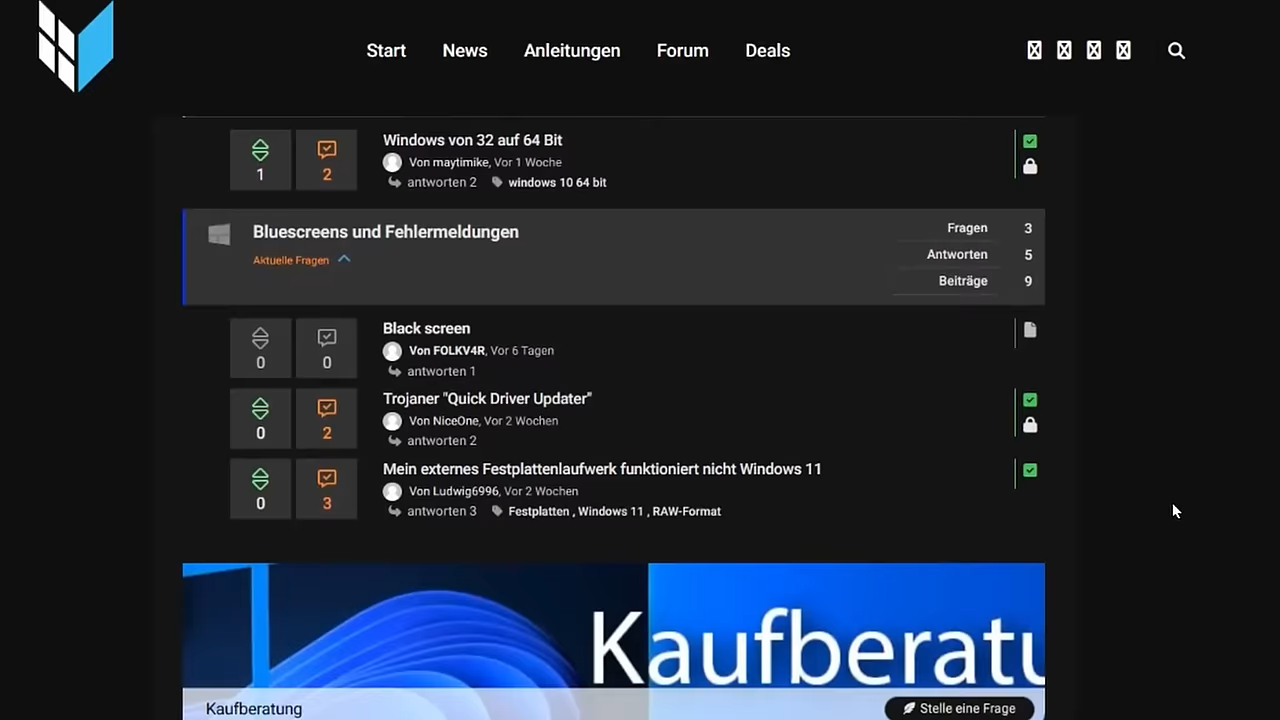 Start News Anleitungen Forum Deals
Windows von 32 auf 64 Bit
Von maytimike, Vor 1 Woche
1 2
antworten 2 windows 10 64 bit
Bluescreens und Fehlermeldungen
Aktuelle Fragen
Fragen 3
Antworten 5
Beiträge 9
Black screen
Von FOLKV4R, Vor 6 Tagen
0 0
antworten 1
Trojaner "Quick Driver Updater"
Von NiceOne, Vor 2 Wochen
0 2
antworten 2
Mein externes Festplattenlaufwerk funktioniert nicht Windows 11
Von Ludwig6996, Vor 2 Wochen
0 3
antworten 3 Festplatten , Windows 11 , RAW-Format
Kaufberatu
Kaufberatung
Stelle eine Frage